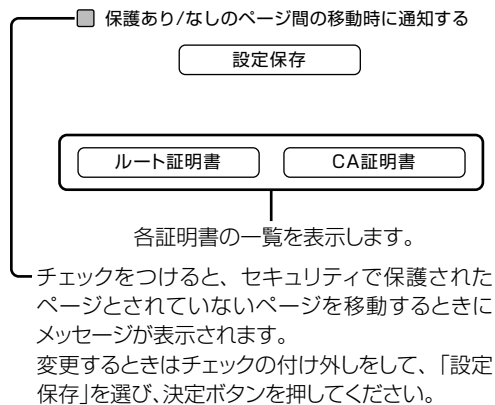 保護あり/なしのページ間の移動時に通知する
設定保存
ルート証明書
CA証明書
各証明書の一覧を表示します。
チェックをつけると、セキュリティで保護された
ページとされていないページを移動するときに
メッセージが表示されます。
変更するときはチェックの付け外しをして、「設定
保存」を選び、決定ボタンを押してください。